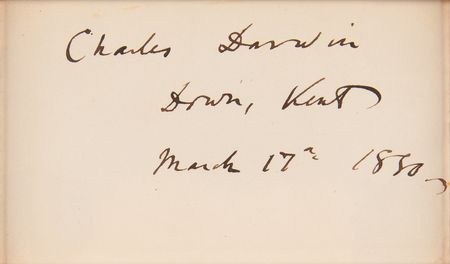 Charles Darwin
Down, Kent
March 17th 1880